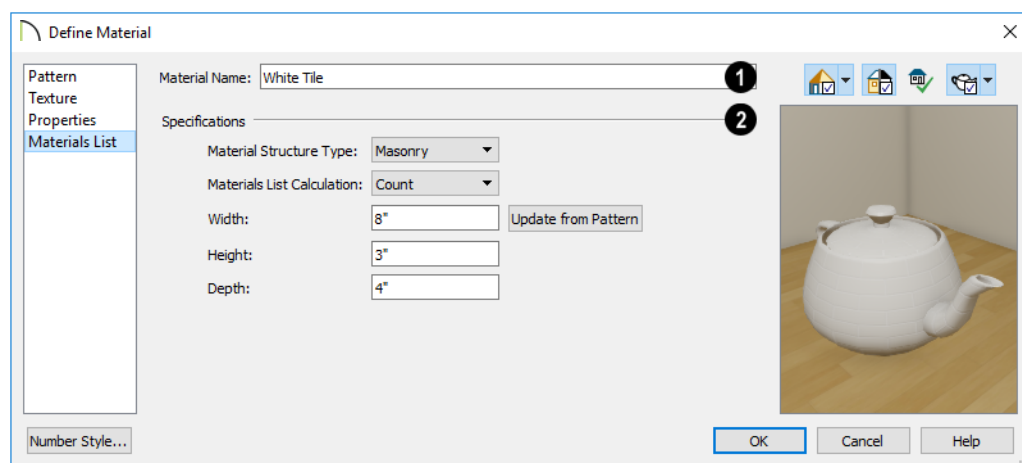 Define Material
Pattern
Texture
Properties
Materials List
Material Name: White Tile 1
Specifications 2
Material Structure Type: Masonry
Materials List Calculation: Count
Width: 8" Update from Pattern
Height: 3"
Depth: 4"
Number Style... OK Cancel Help